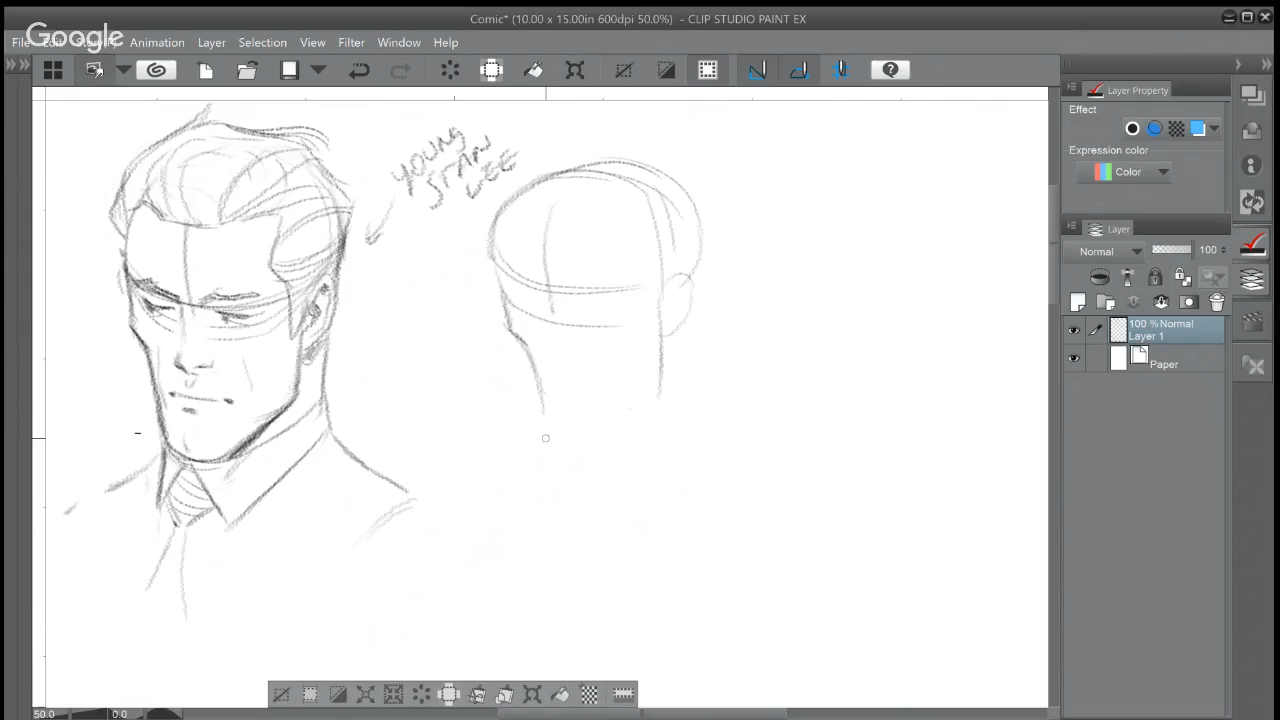 Comic* (10.00 x 15.00in 600dpi 50.0%) - CLIP STUDIO PAINT EX
Google
File Edit Story Animation Layer Selection View Filter Window Help
Layer Property
Effect
Expression color
Color
Layer
Normal 100
100 %Normal
Layer 1
Paper
YOUNG
STAN
LEE
50.0 0.0